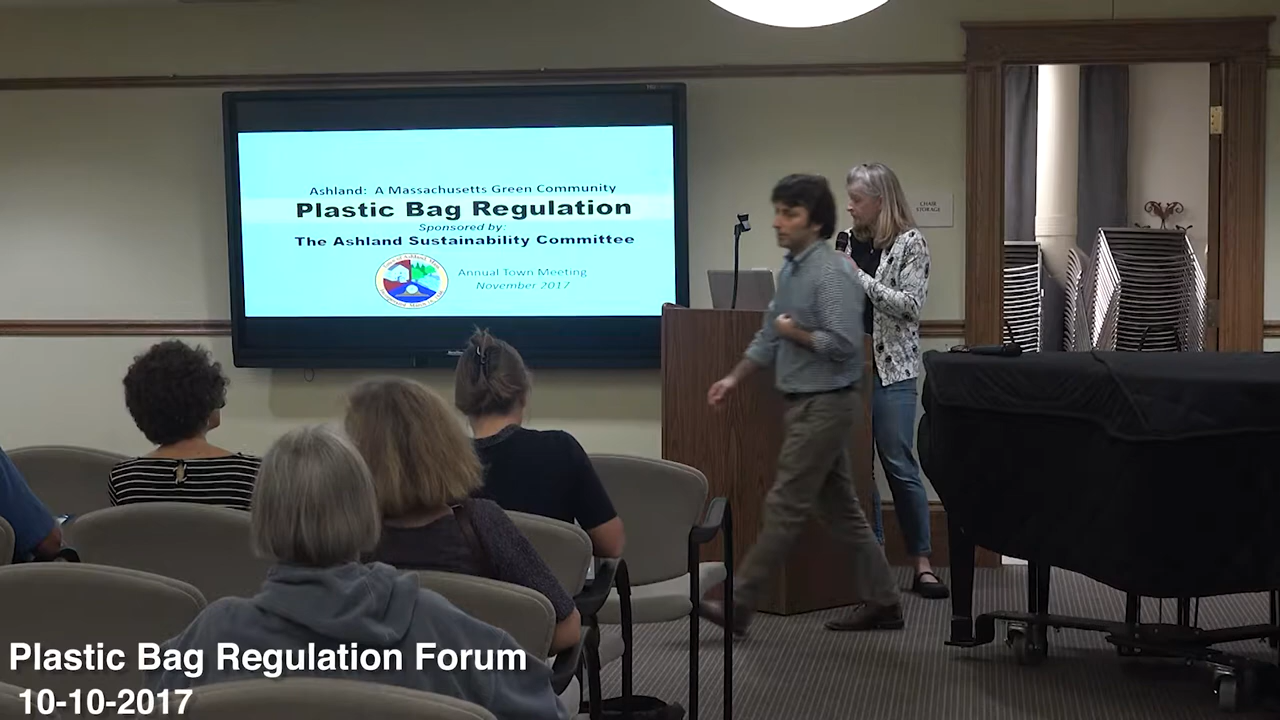 Ashland: A Massachusetts Green Community
Plastic Bag Regulation
Sponsored by:
The Ashland Sustainability Committee
Annual Town Meeting
November 2017
CHAIR
STORAGE
Plastic Bag Regulation Forum
10-10-2017